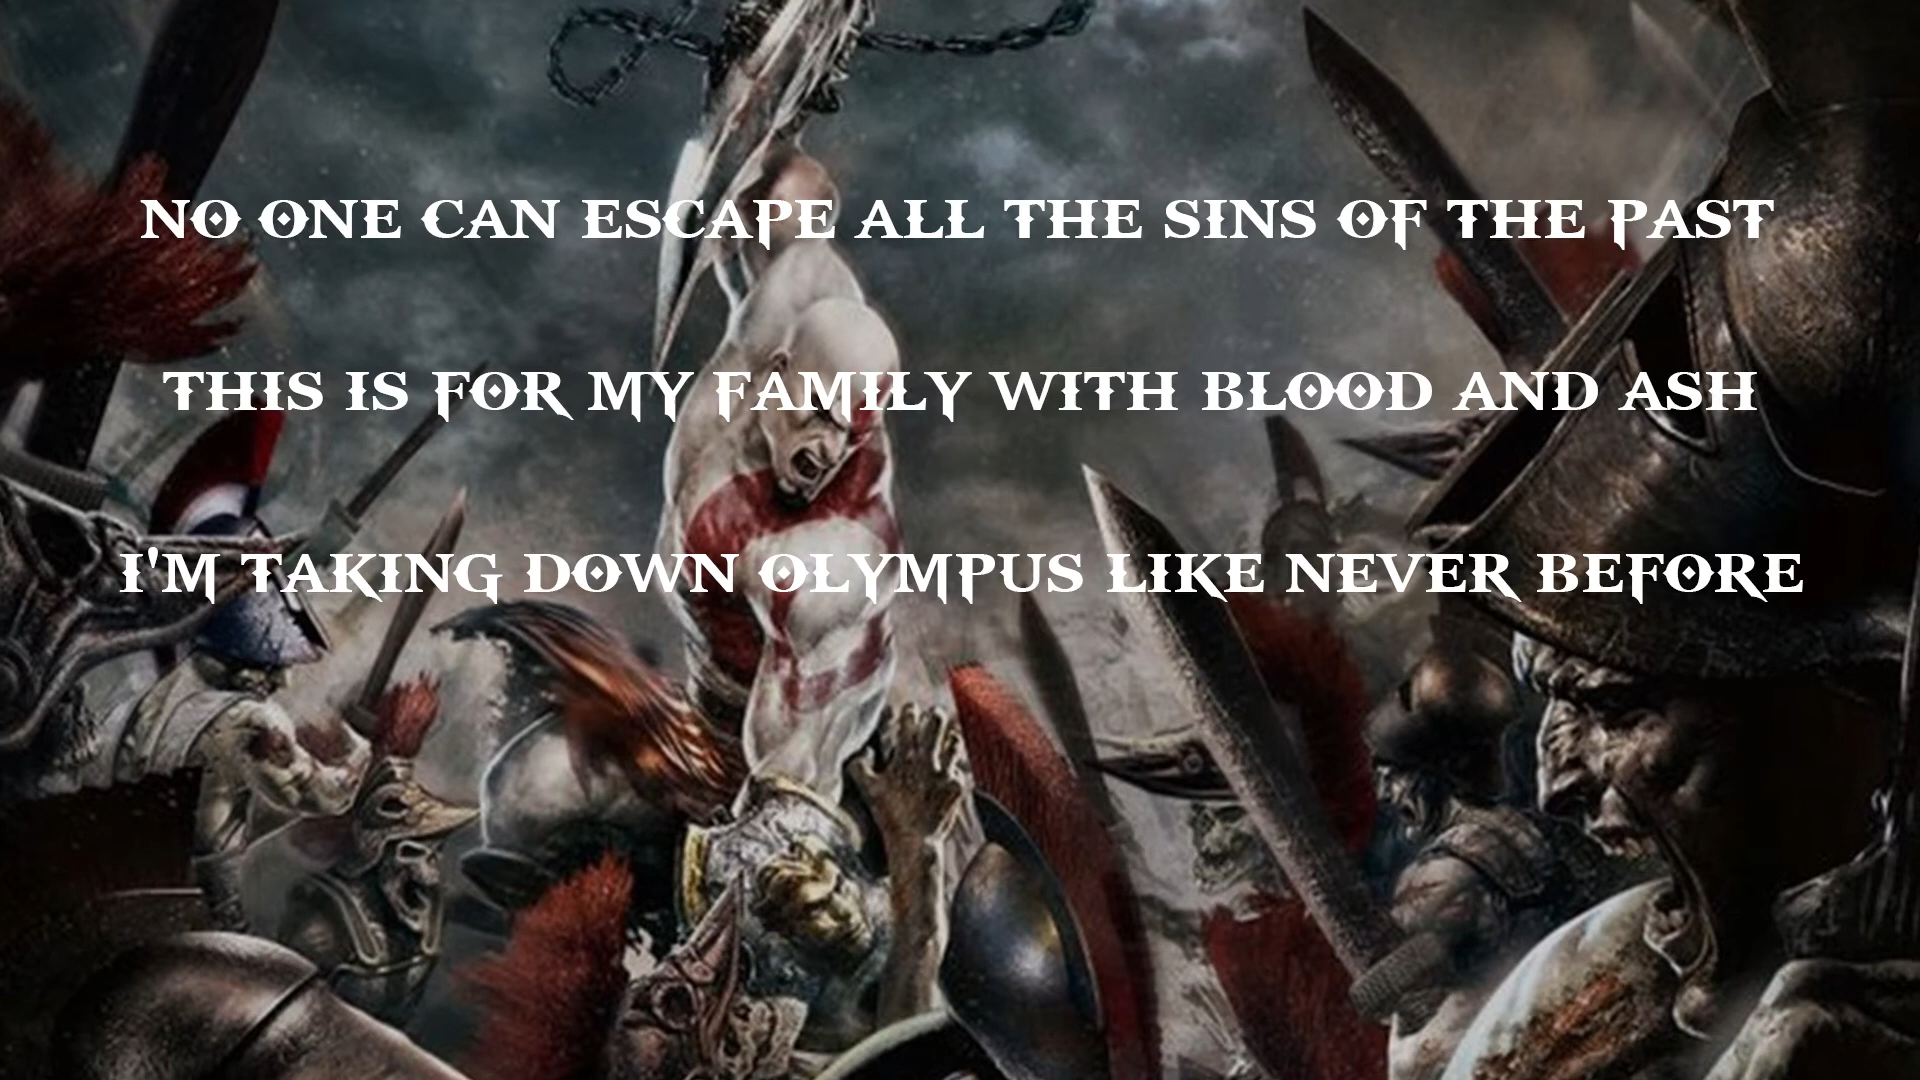 NO ONE CAN ESCAPE ALL THE SINS OF THE PAST
THIS IS FOR MY FAMILY WITH BLOOD AND ASH
I'M TAKING DOWN OLYMPUS LIKE NEVER BEFORE